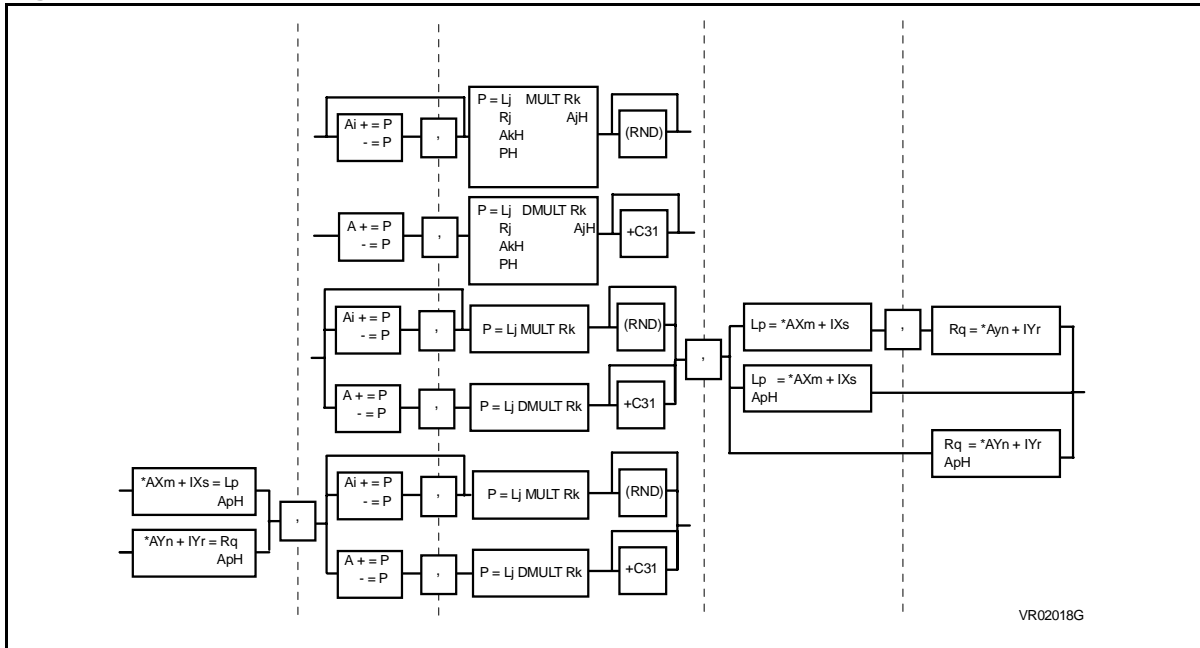 P = Lj MULT Rk
Rj AjH
AkH
PH
Ai + = P
- = P
,
(RND)
P = Lj DMULT Rk
Rj AjH
AkH
PH
A + = P
- = P
,
+C31
Ai + = P
- = P
,
P = Lj MULT Rk
(RND)
A + = P
- = P
,
P = Lj DMULT Rk
+C31
,
Lp = *AXm + IXs
,
Rq = *Ayn + IYr
Lp = *AXm + IXs
ApH
Rq = *AYn + IYr
ApH
*AXm + IXs = Lp
ApH
*AYn + IYr = Rq
ApH
,
Ai + = P
- = P
,
P = Lj MULT Rk
(RND)
A + = P
- = P
,
P = Lj DMULT Rk
+C31
VR02018G